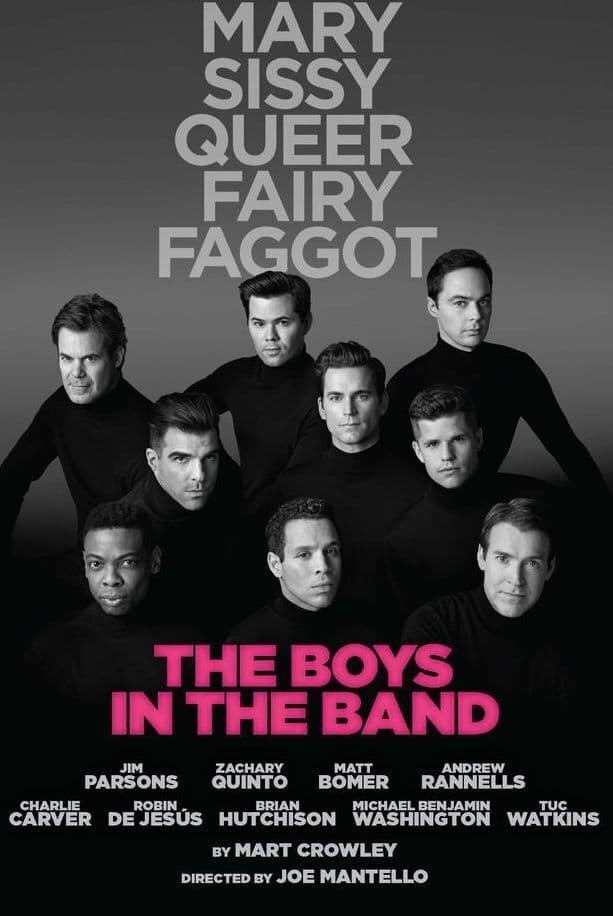 MARY
SISSY
QUEER
FAIRY
FAGGOT
THE BOYS
IN THE BAND
JIM PARSONS ZACHARY QUINTO MATT BOMER ANDREW RANNELLS
CHARLIE CARVER ROBIN DE JESÚS BRIAN HUTCHISON MICHAEL BENJAMIN WASHINGTON TUC WATKINS
BY MART CROWLEY
DIRECTED BY JOE MANTELLO